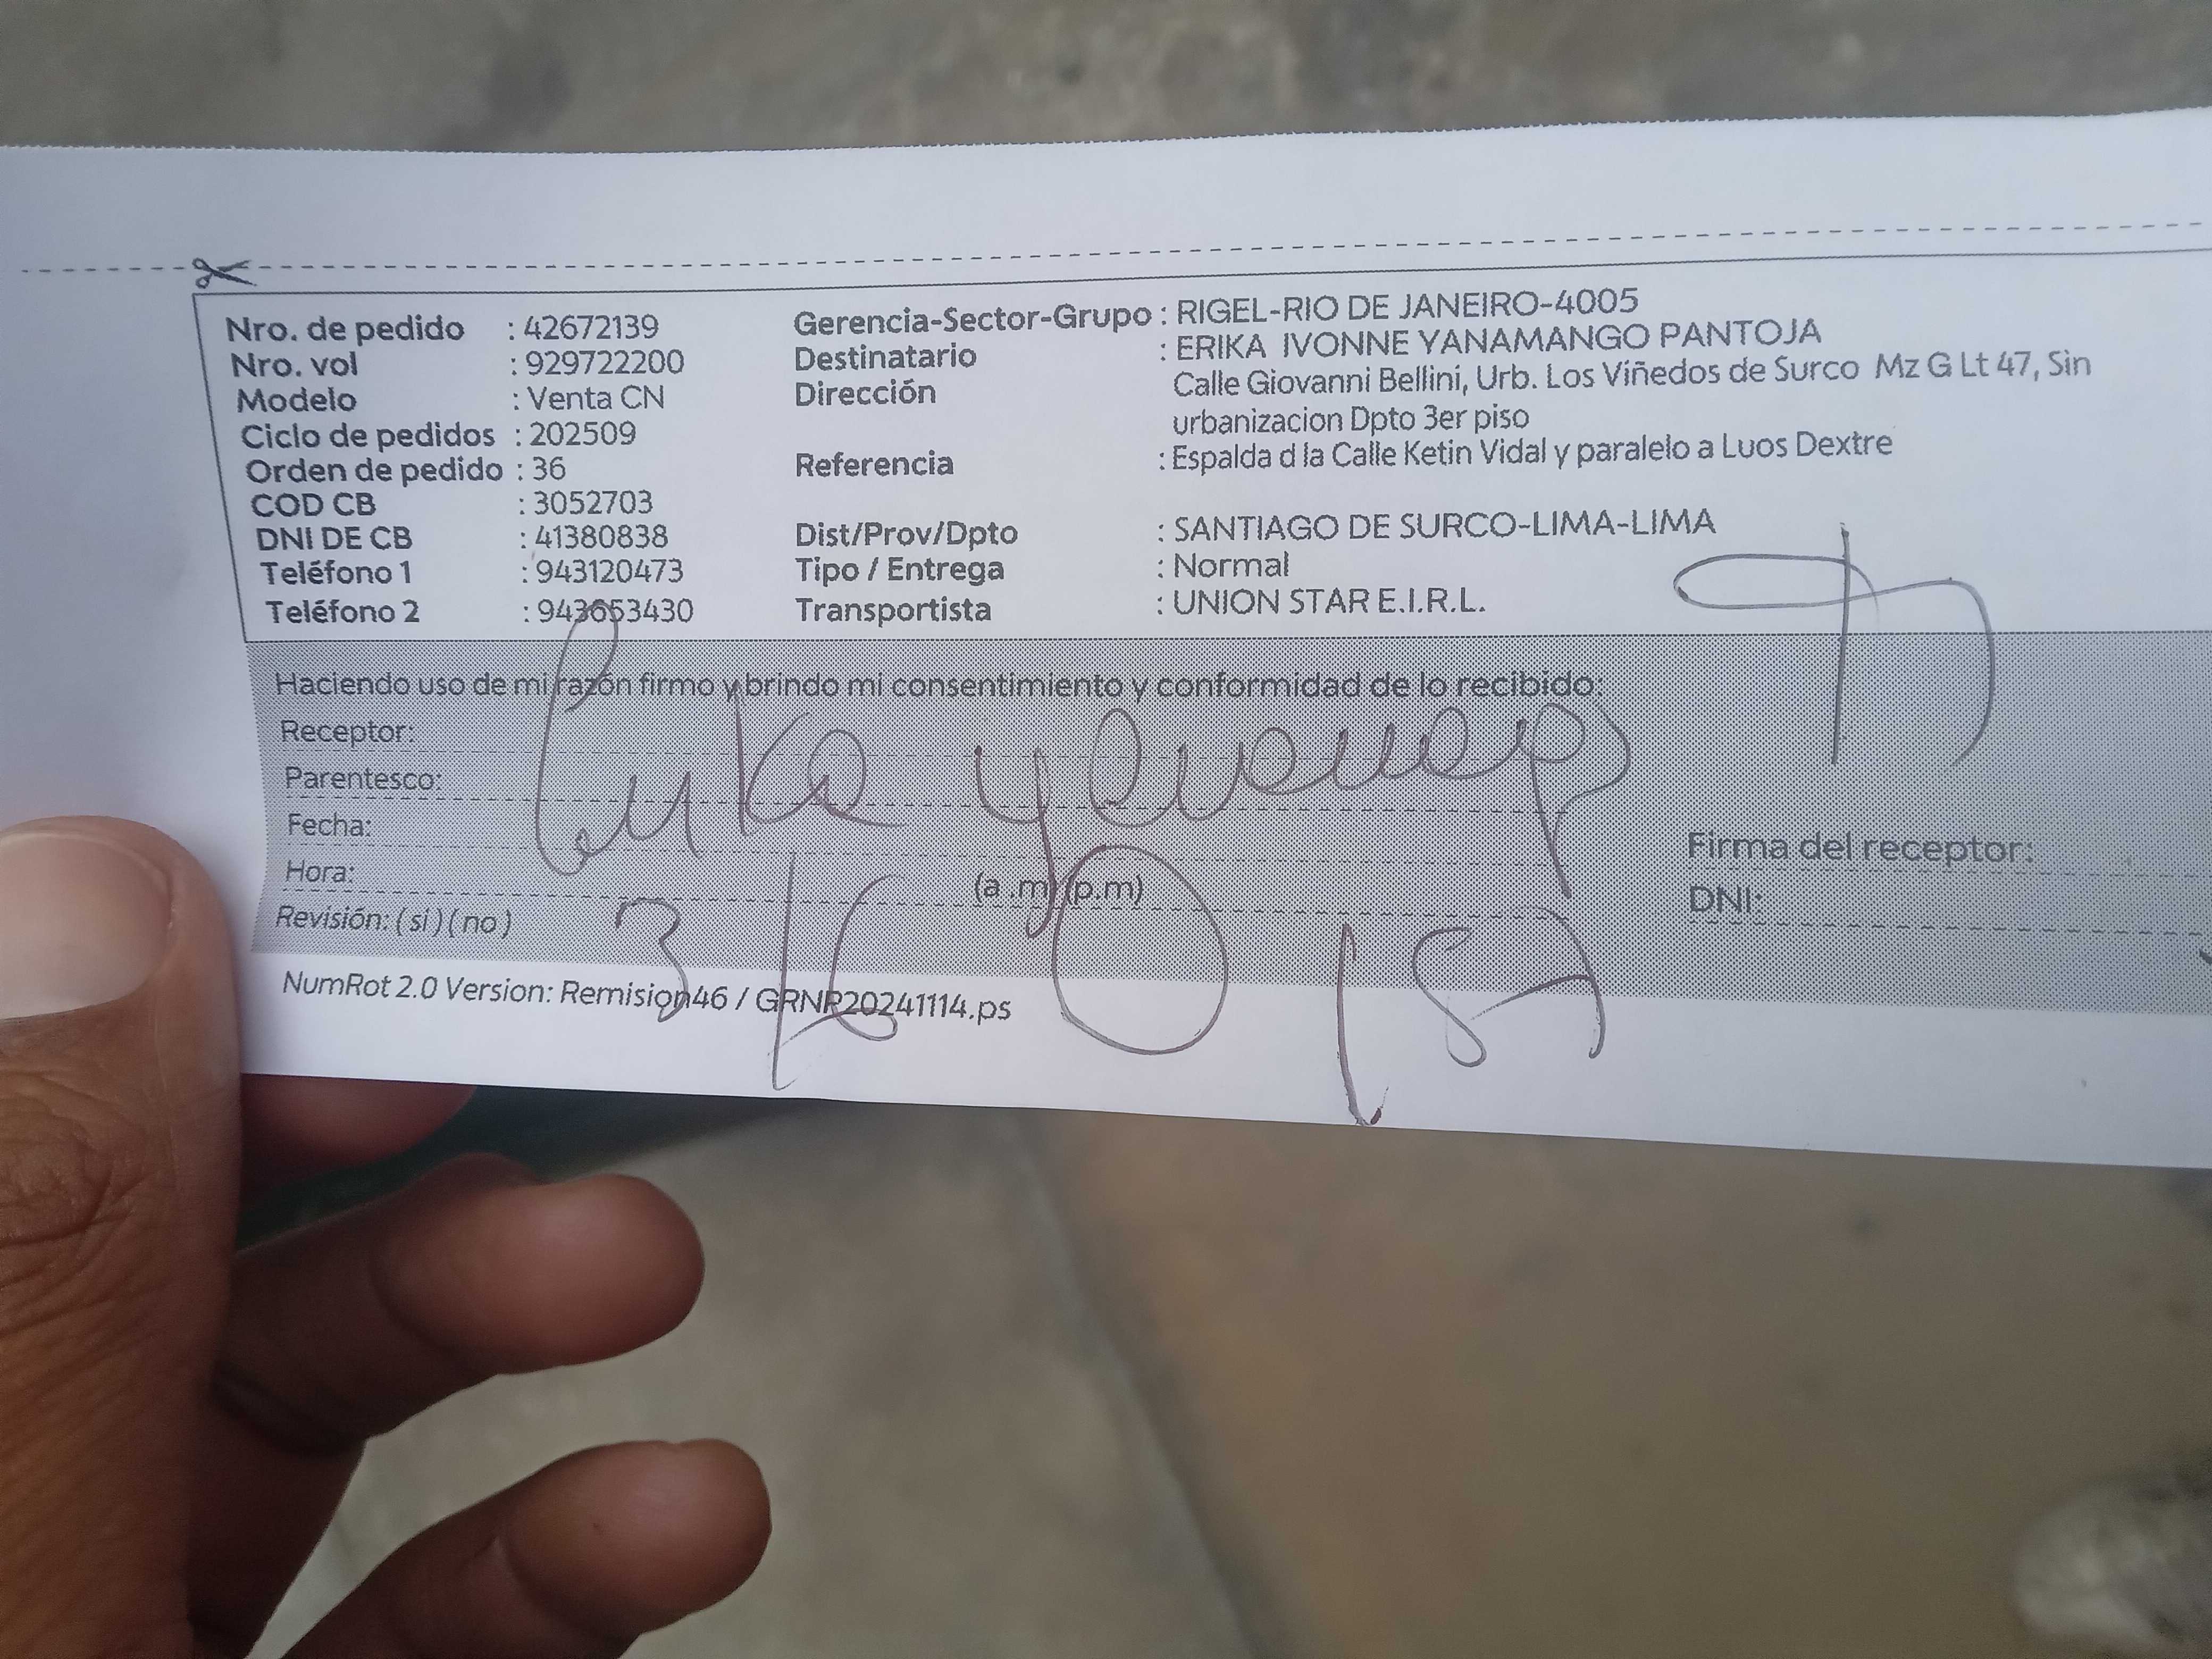 Nro. de pedido : 42672139
Nro. vol : 929722200
Modelo : Venta CN
Ciclo de pedidos : 202509
Orden de pedido : 36
COD CB : 3052703
DNI DE CB : 41380838
Teléfono 1 : 943120473
Teléfono 2 : 943653430
Gerencia-Sector-Grupo : RIGEL-RIO DE JANEIRO-4005
Destinatario : ERIKA IVONNE YANAMANGO PANTOJA
Dirección Calle Giovanni Bellini, Urb. Los Viñedos de Surco Mz G Lt 47, Sin
urbanizacion Dpto 3er piso
Referencia : Espalda d la Calle Ketin Vidal y paralelo a Luos Dextre
Dist/Prov/Dpto : SANTIAGO DE SURCO-LIMA-LIMA
Tipo / Entrega : Normal
Transportista : UNION STAR E.I.R.L.
Haciendo uso de mi razón firmo y brindo mi consentimiento y conformidad de lo recibido:
Receptor:
Parentesco:
Fecha:
Hora: (a .m) (p.m)
Revisión: ( si ) ( no )
Firma del receptor:
DNI:
NumRot 2.0 Version: Remision46 / GRNR20241114.ps